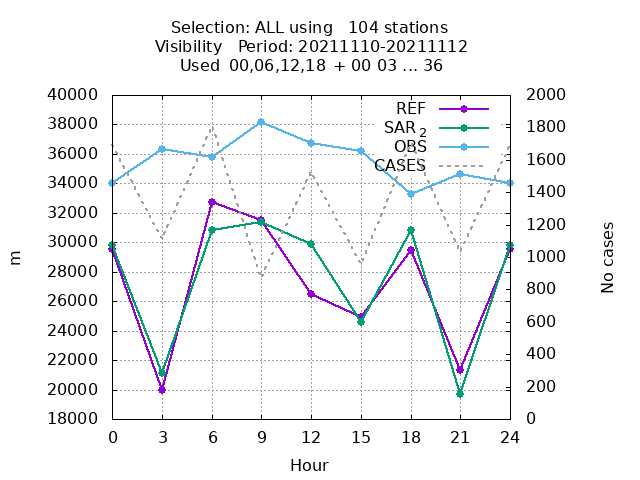 Selection: ALL using   104 stations
Visibility   Period: 20211110-20211112
Used  00,06,12,18 + 00 03 ... 36
40000
38000
36000
34000
32000
30000
28000
26000
24000
22000
20000
18000
2000
1800
1600
1400
1200
1000
800
600
400
200
0
REF
SAR 2
OBS
CASES
m
No cases
0 3 6 9 12 15 18 21 24
Hour